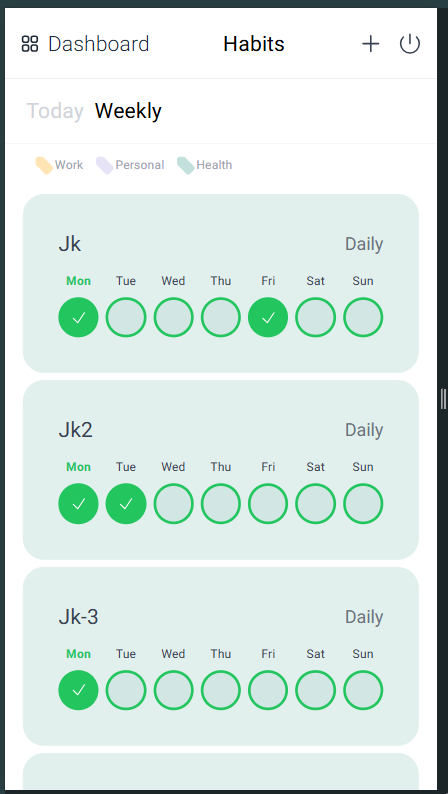 Dashboard Habits
Today Weekly
Work Personal Health
Jk Daily
Mon Tue Wed Thu Fri Sat Sun
Jk2 Daily
Mon Tue Wed Thu Fri Sat Sun
Jk-3 Daily
Mon Tue Wed Thu Fri Sat Sun